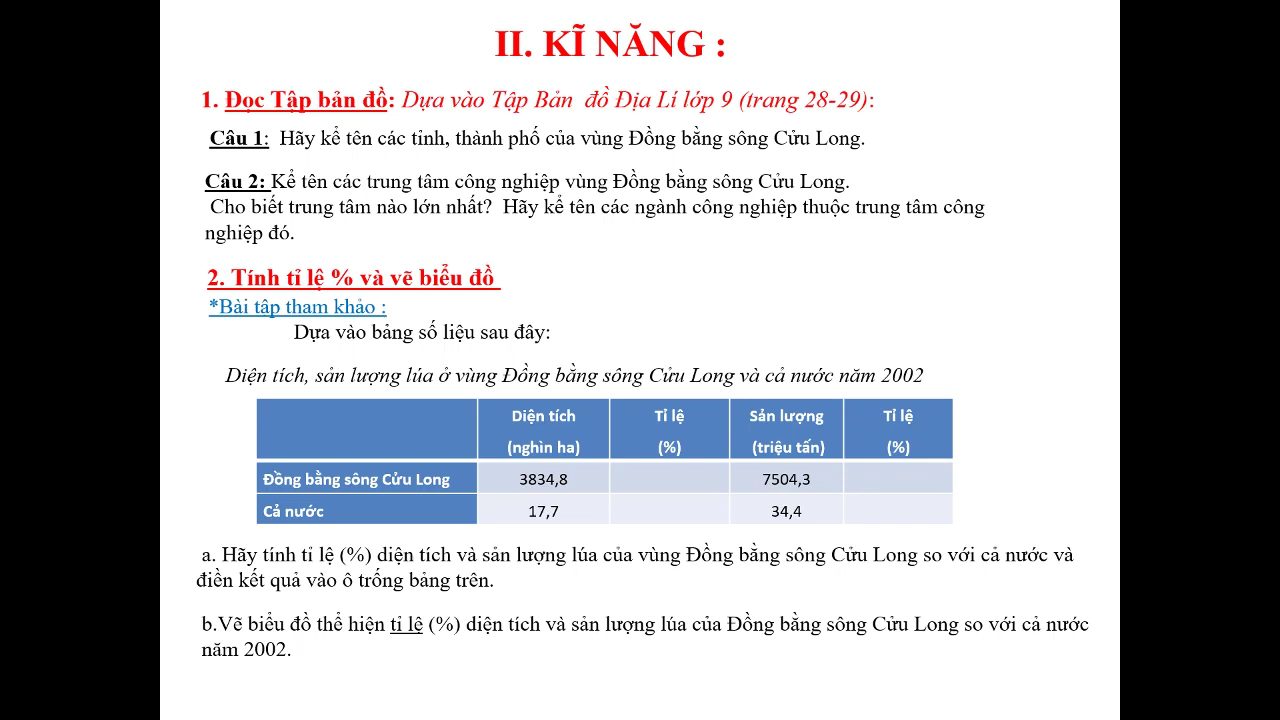 II. KĨ NĂNG :
1. Đọc Tập bản đồ: Dựa vào Tập Bản đồ Địa Lí lớp 9 (trang 28-29):
Câu 1: Hãy kể tên các tỉnh, thành phố của vùng Đồng bằng sông Cửu Long.
Câu 2: Kể tên các trung tâm công nghiệp vùng Đồng bằng sông Cửu Long.
Cho biết trung tâm nào lớn nhất? Hãy kể tên các ngành công nghiệp thuộc trung tâm công
nghiệp đó.
2. Tính tỉ lệ % và vẽ biểu đồ
*Bài tâp tham khảo :
Dựa vào bảng số liệu sau đây:
Diện tích, sản lượng lúa ở vùng Đồng bằng sông Cửu Long và cả nước năm 2002
Diện tích Tỉ lệ Sản lượng Tỉ lệ
(nghìn ha) (%) (triệu tấn) (%)
Đồng bằng sông Cửu Long 3834,8 7504,3
Cả nước 17,7 34,4
a. Hãy tính tỉ lệ (%) diện tích và sản lượng lúa của vùng Đồng bằng sông Cửu Long so với cả nước và
điền kết quả vào ô trống bảng trên.
b.Vẽ biểu đồ thể hiện tỉ lệ (%) diện tích và sản lượng lúa của Đồng bằng sông Cửu Long so với cả nước
năm 2002.